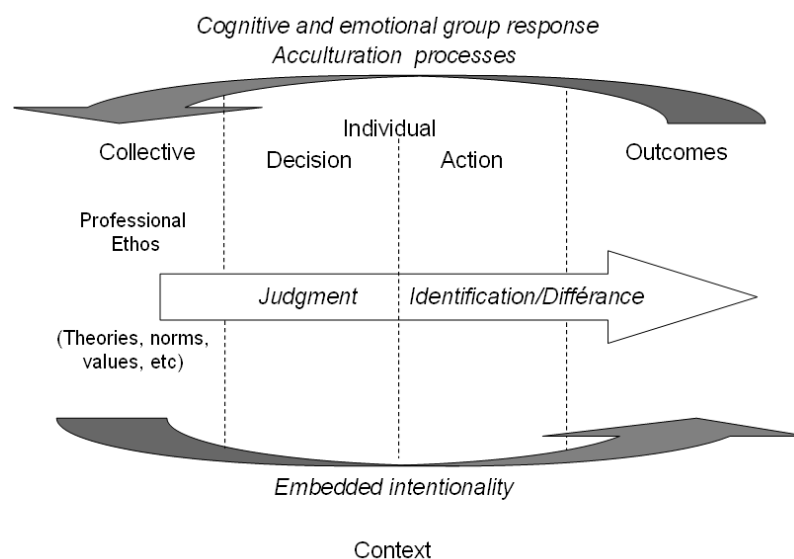 Cognitive and emotional group response
Acculturation processes
Individual
Collective
Decision
Action
Outcomes
Professional
Ethos
Judgment
Identification/Différance
(Theories, norms,
values, etc)
Embedded intentionality
Context